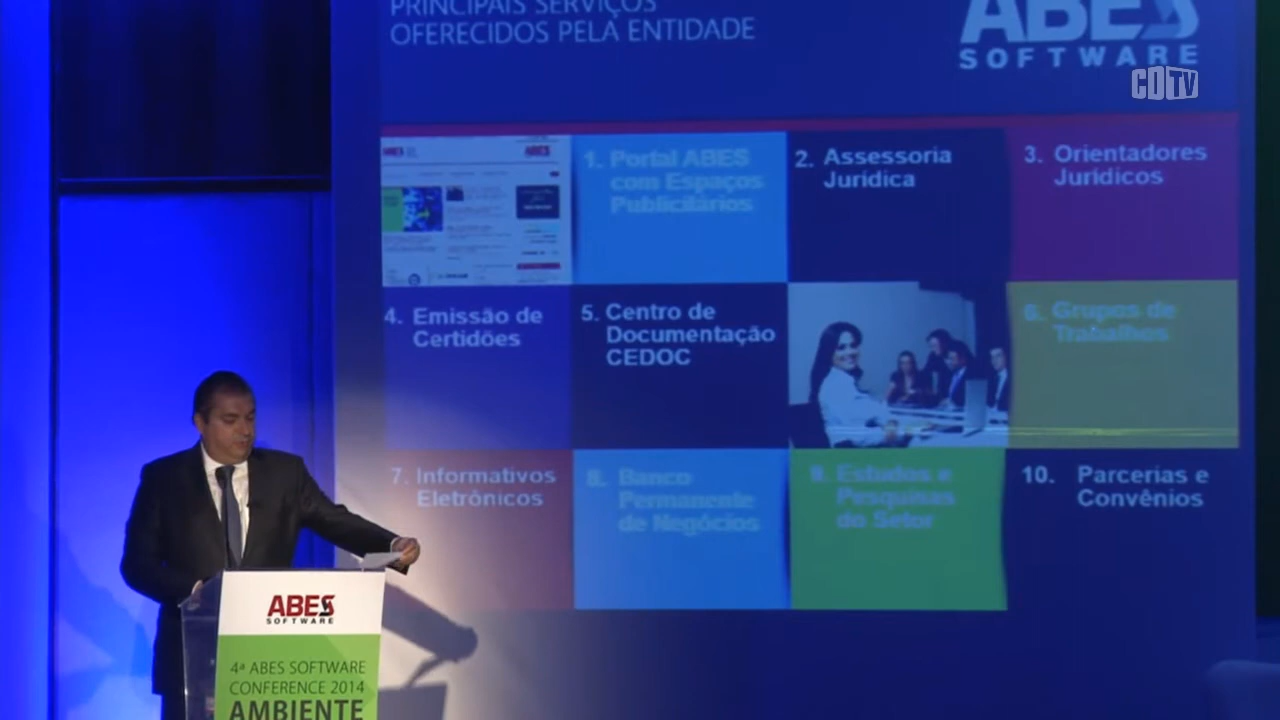 PRINCIPAIS SERVIÇOS
OFERECIDOS PELA ENTIDADE
ABES
SOFTWARE
CDTV
ABES
1. Portal ABES
com Espaços
Publicitários
2. Assessoria
Jurídica
3. Orientadores
Jurídicos
4. Emissão de
Certidões
5. Centro de
Documentação
CEDOC
6. Grupos de
Trabalhos
7. Informativos
Eletrônicos
8. Banco
Permanente
de Negócios
9. Estudos e
Pesquisas
do Setor
10. Parcerias e
Convênios
ABES
SOFTWARE
4ª ABES SOFTWARE
CONFERENCE 2014
AMBIENTE